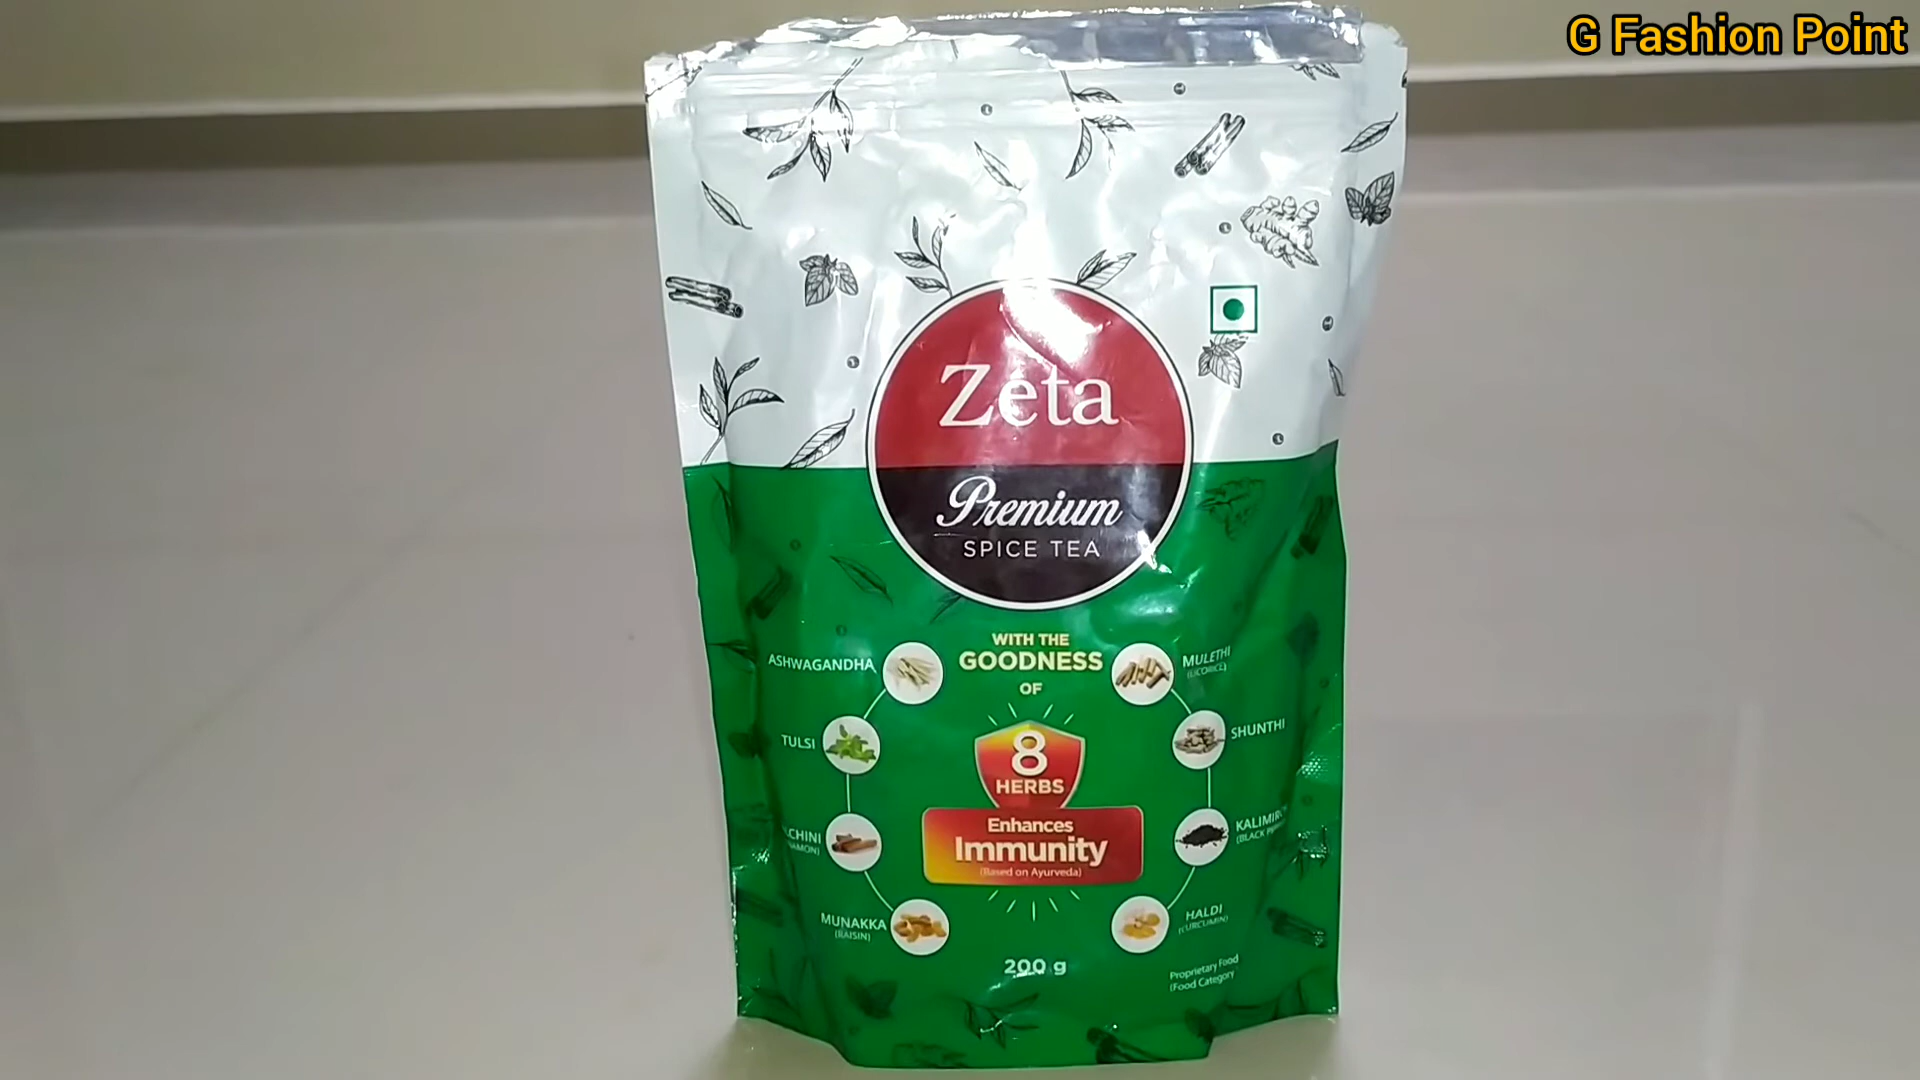 G Fashion Point
Zeta
Premium
SPICE TEA
WITH THE
GOODNESS
OF
8
HERBS
Enhances
Immunity
(Based on Ayurveda)
ASHWAGANDHA
TULSI
MUNAKKA
(RAISIN)
MULETHI
(LICORICE)
SHUNTHI
(BLACK
HALDI
(CURCUMIN)
200 g
Proprietary Food
(Food Category